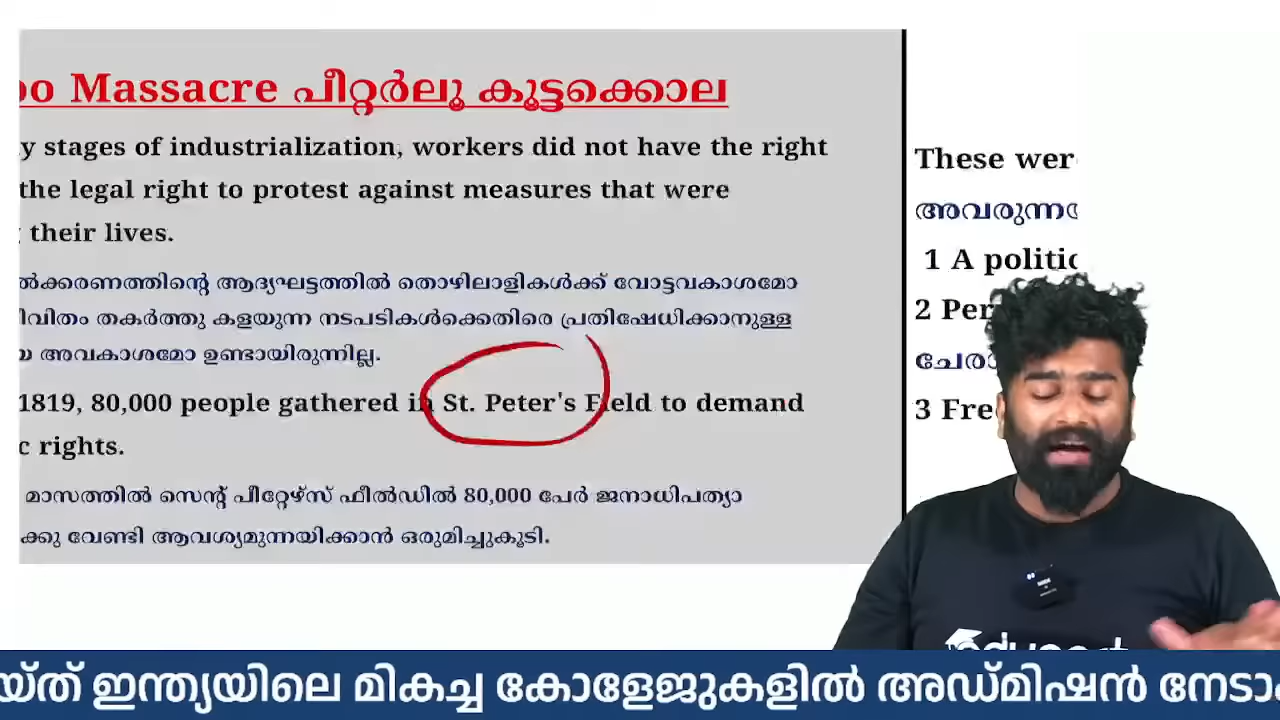 Massacre പീറ്റർലൂ കൂട്ടക്കൊല
stages of industrialization, workers did not have the right
the legal right to protest against measures that were
their lives.
ആദ്യഘട്ടത്തിൽ തൊഴിലാളികൾക്ക് വോട്ടവകാശമോ
തകർത്തു കളയുന്ന നടപടികൾക്കെതിരെ പ്രതിഷേധിക്കാനുള്ള
അവകാശമോ ഉണ്ടായിരുന്നില്ല.
1819, 80,000 people gathered in St. Peter's Field to demand
rights.
മാസത്തിൽ സെന്റ് പീറ്റേഴ്സ് ഫീൽഡിൽ 80,000 പേർ ജനാധിപത്യാ
വേണ്ടി ആവശ്യമുന്നയിക്കാൻ ഒരുമിച്ചുകൂടി.
These wer
അവരുന്ന
1 A politic
2 Per
ചേരാ
3 Fre
ഇന്ത്യയിലെ മികച്ച കോളേജുകളിൽ അഡ്മിഷൻ നേടാ